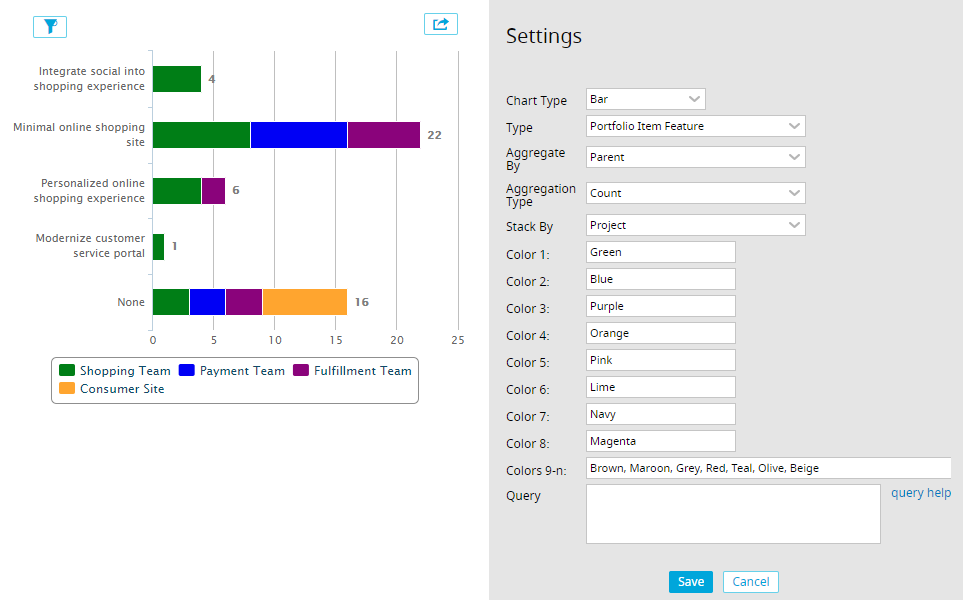 Integrate social into
shopping experience
4
Minimal online shopping
site
22
Personalized online
shopping experience
6
Modernize customer
service portal
1
None
16
0 5 10 15 20 25
Shopping Team Payment Team Fulfillment Team
Consumer Site
Settings
Chart Type Bar
Type Portfolio Item Feature
Aggregate
By
Parent
Aggregation
Type
Count
Stack By Project
Color 1: Green
Color 2: Blue
Color 3: Purple
Color 4: Orange
Color 5: Pink
Color 6: Lime
Color 7: Navy
Color 8: Magenta
Colors 9-n: Brown, Maroon, Grey, Red, Teal, Olive, Beige
Query query help
Save Cancel